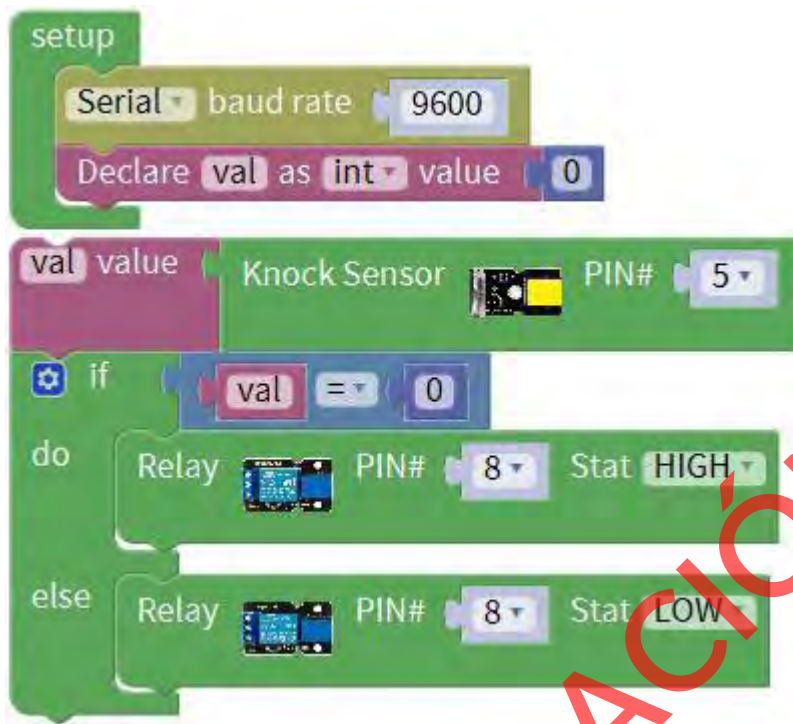 setup
Serial baud rate 9600
Declare val as int value 0
val value Knock Sensor PIN# 5
if val = 0
do Relay PIN# 8 Stat HIGH
else Relay PIN# 8 Stat LOW
ACIÓ